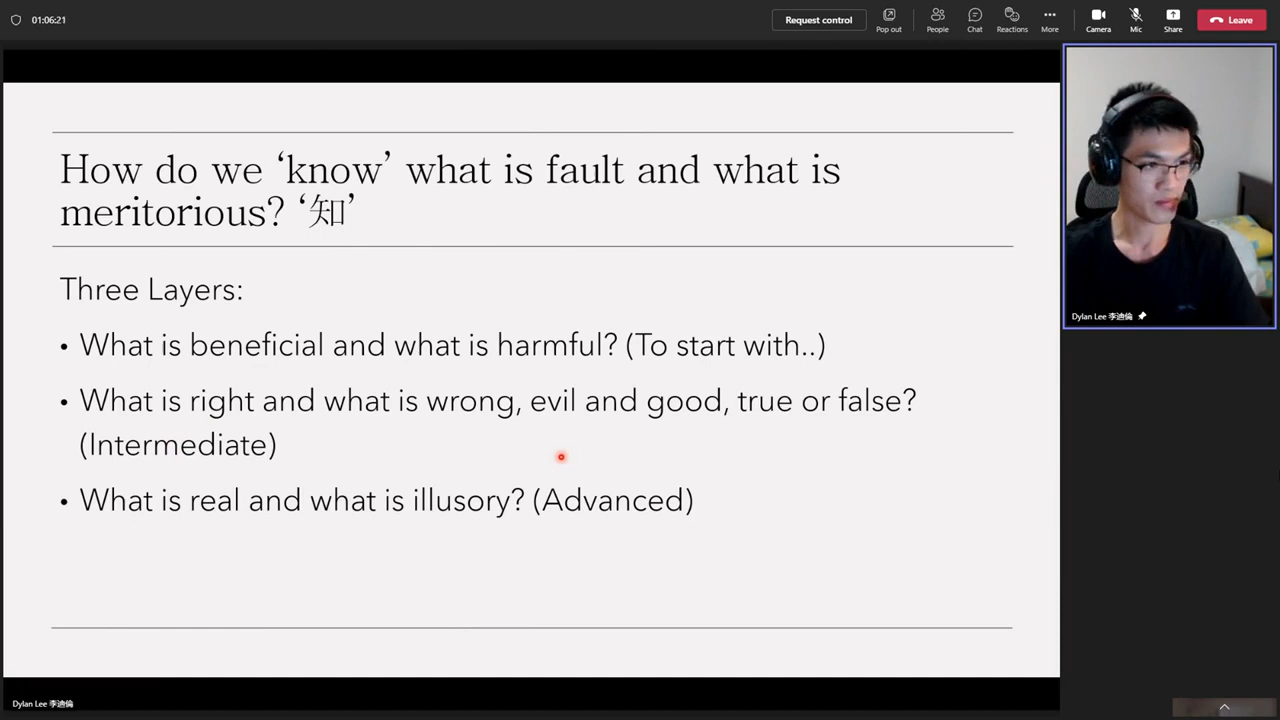 01:06:21
Request control
Pop out
People
Chat
Reactions
More
Camera
Mic
Share
Leave
How do we ‘know’ what is fault and what is
meritorious? ‘知’
Three Layers:
• What is beneficial and what is harmful? (To start with..)
• What is right and what is wrong, evil and good, true or false?
(Intermediate)
• What is real and what is illusory? (Advanced)
Dylan Lee 李迪倫
Dylan Lee 李迪倫